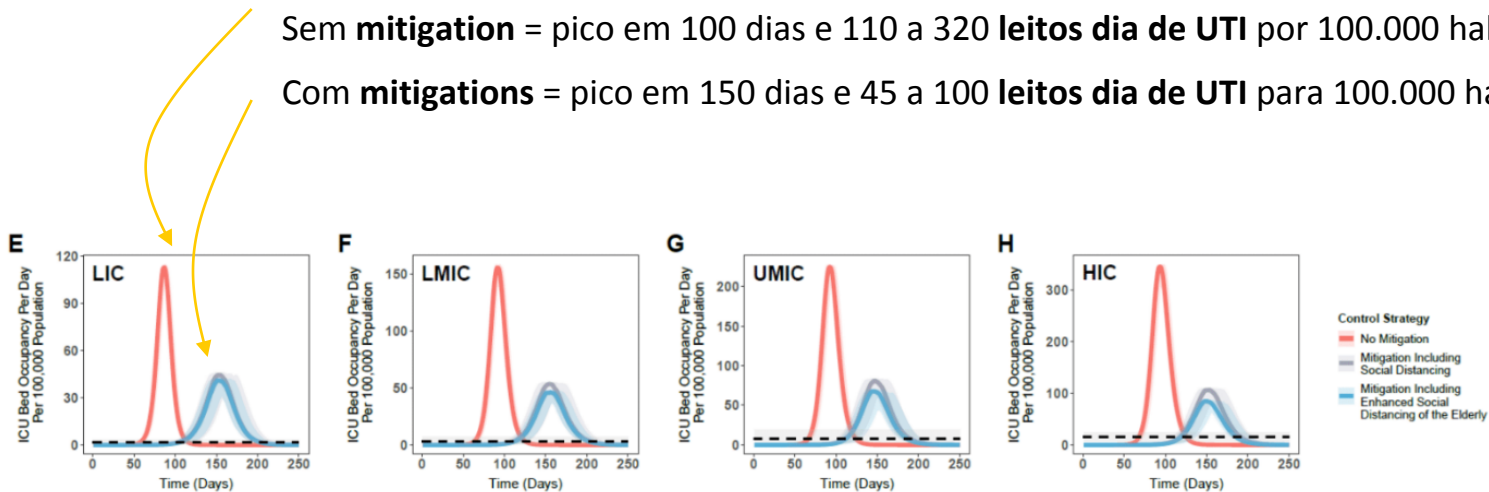 Sem mitigation = pico em 100 dias e 110 a 320 leitos dia de UTI por 100.000
Com mitigations = pico em 150 dias e 45 a 100 leitos dia de UTI para 100.000
E
F
G
H
ICU Bed Occupancy Per Day
Per 100,000 Population
120
90
60
30
0
LIC
0 50 100 150 200 250
Time (Days)
ICU Bed Occupancy Per Day
Per 100,000 Population
150
100
50
0
LMIC
0 50 100 150 200 250
Time (Days)
ICU Bed Occupancy Per Day
Per 100,000 Population
200
150
100
50
0
UMIC
0 50 100 150 200 250
Time (Days)
ICU Bed Occupancy Per Day
Per 100,000 Population
300
200
100
0
HIC
0 50 100 150 200 250
Time (Days)
Control Strategy
No Mitigation
Mitigation Including
Social Distancing
Mitigation Including
Enhanced Social
Distancing of the Elderly